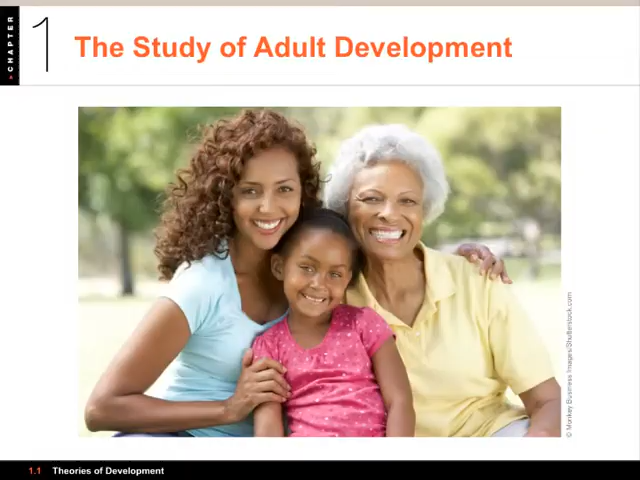 CHAPTER
1
The Study of Adult Development
© Monkey Business Images/Shutterstock.com
1.1 Theories of Development